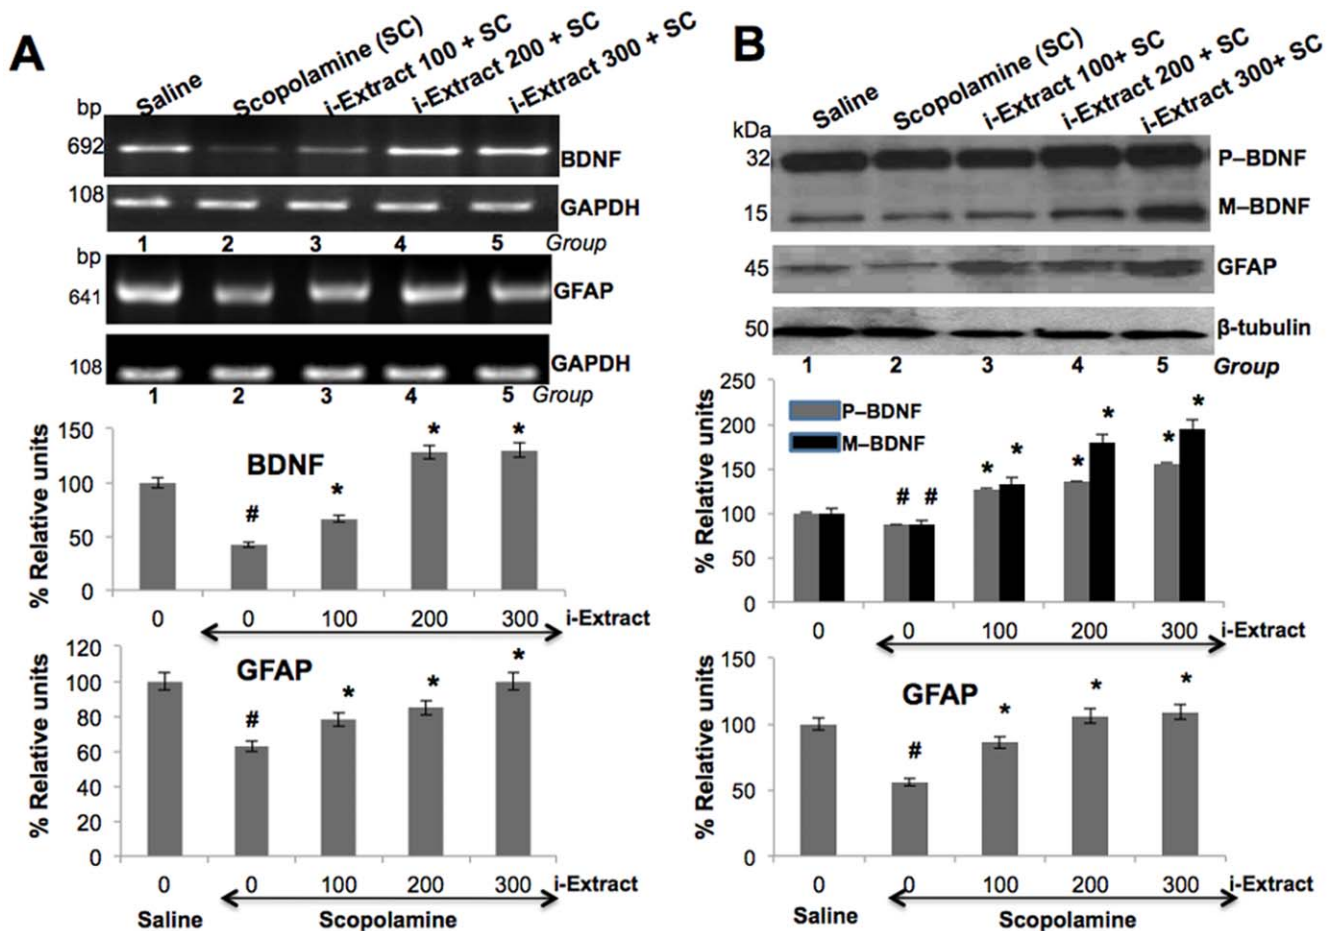 A
Saline
Scopolamine (SC)
i-Extract 100 + SC
i-Extract 200 + SC
i-Extract 300 + SC
bp
692
BDNF
108
GAPDH
1 2 3 4 5 Group
bp
641
GFAP
108
GAPDH
1 2 3 4 5 Group
% Relative units
150
100
50
0
BDNF
#
*
*
*
0 0 100 200 300 i-Extract
% Relative units
120
100
80
60
40
20
0
GFAP
#
*
*
*
0 0 100 200 300 i-Extract
Saline Scopolamine
B
Saline
Scopolamine (SC)
i-Extract 100+ SC
i-Extract 200 + SC
i-Extract 300+ SC
kDa
32
P–BDNF
15
M–BDNF
45
GFAP
50
β-tubulin
1 2 3 4 5 Group
% Relative units
250
200
150
100
50
0
P–BDNF
M–BDNF
# #
* *
* *
* *
0 0 100 200 300 i-Extract
% Relative units
150
100
50
0
GFAP
#
*
*
*
0 0 100 200 300 i-Extract
Saline Scopolamine